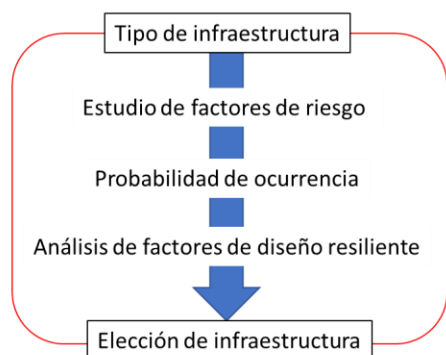 Tipo de infraestructura
Estudio de factores de riesgo
Probabilidad de ocurrencia
Análisis de factores de diseño resiliente
Elección de infraestructura